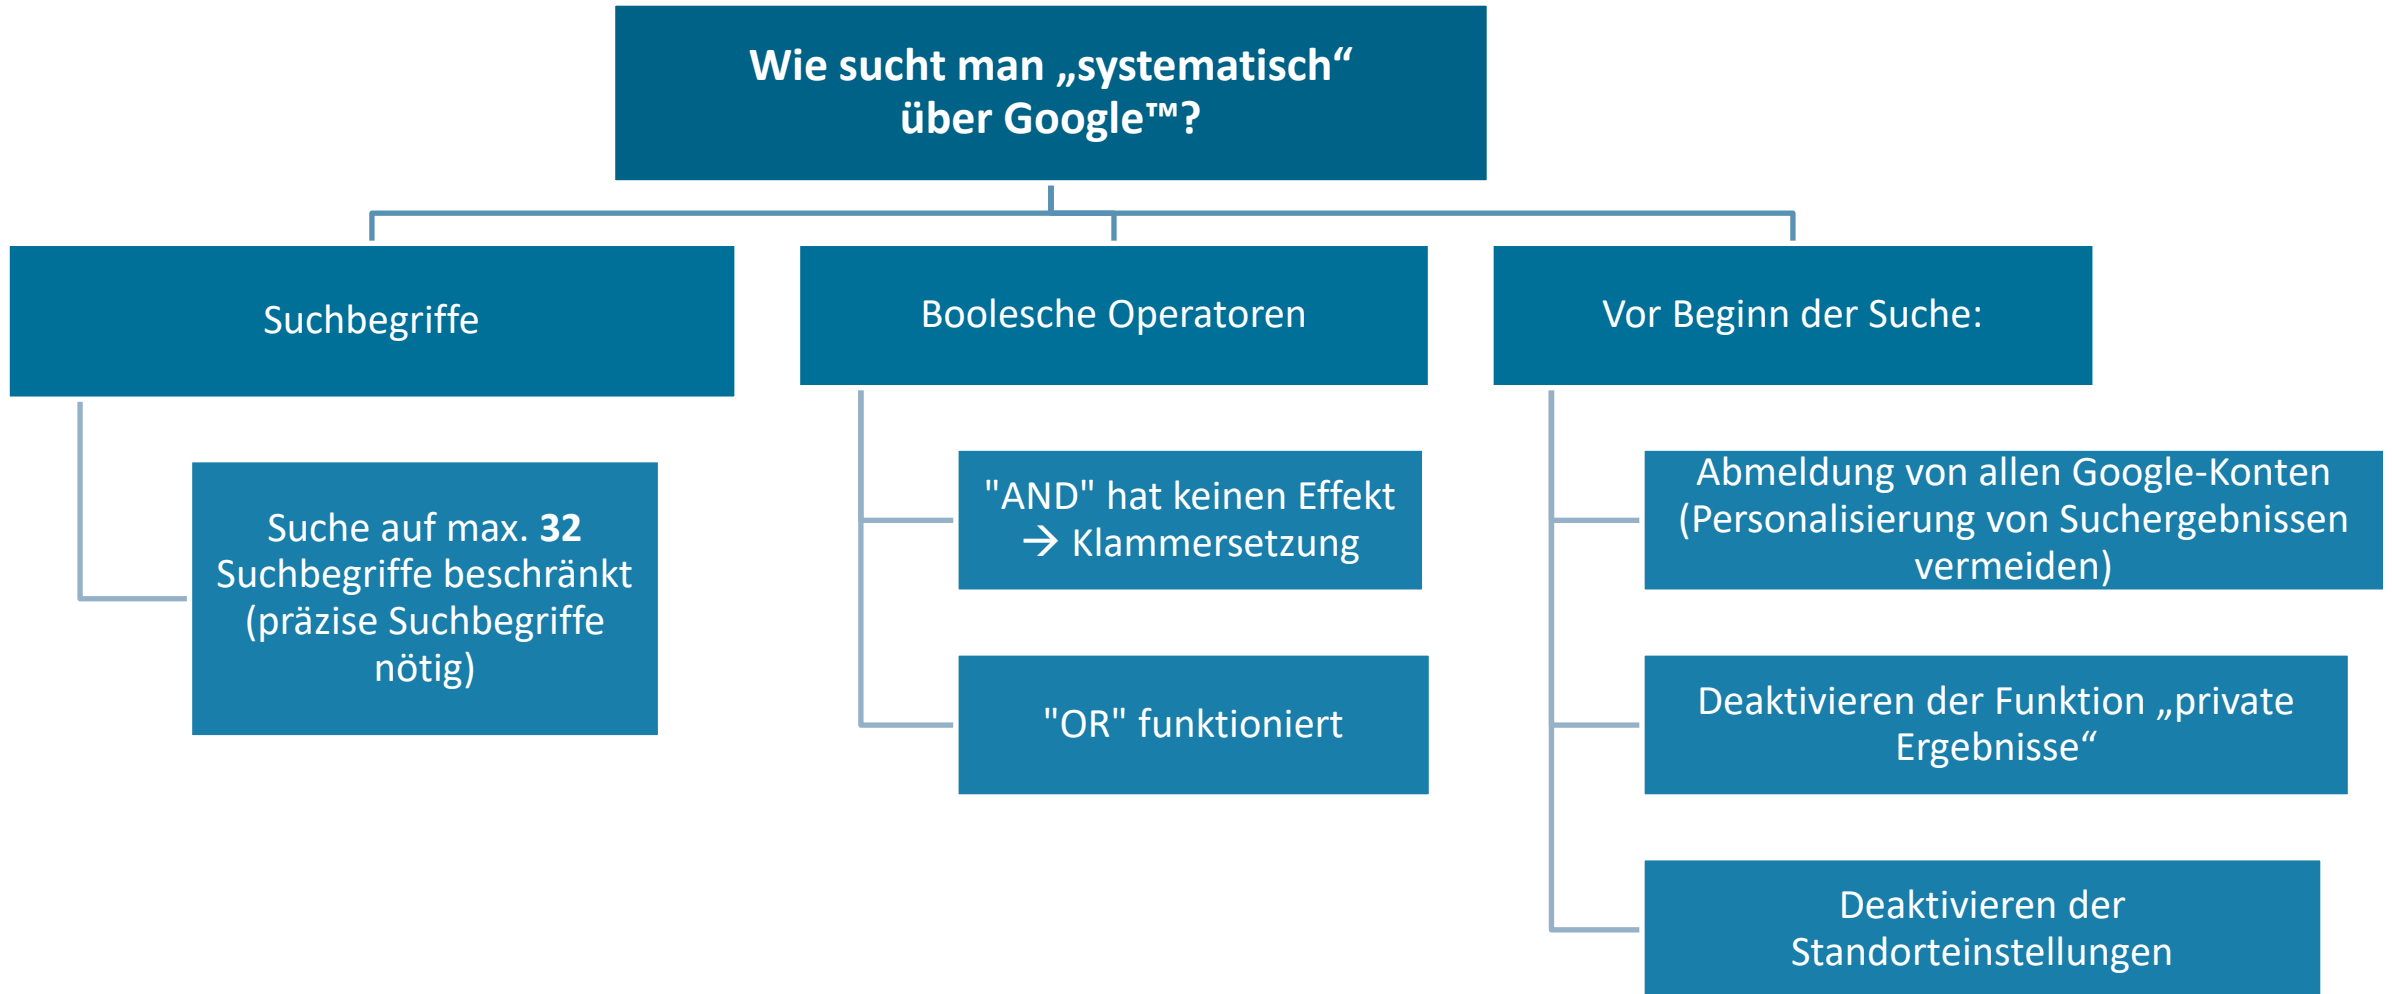 Wie sucht man „systematisch“
über Google™?
Suchbegriffe
Suche auf max. 32
Suchbegriffe beschränkt
(präzise Suchbegriffe
nötig)
Boolesche Operatoren
"AND" hat keinen Effekt
→ Klammersetzung
"OR" funktioniert
Vor Beginn der Suche:
Abmeldung von allen Google-Konten
(Personalisierung von Suchergebnissen
vermeiden)
Deaktivieren der Funktion „private
Ergebnisse“
Deaktivieren der
Standorteinstellungen